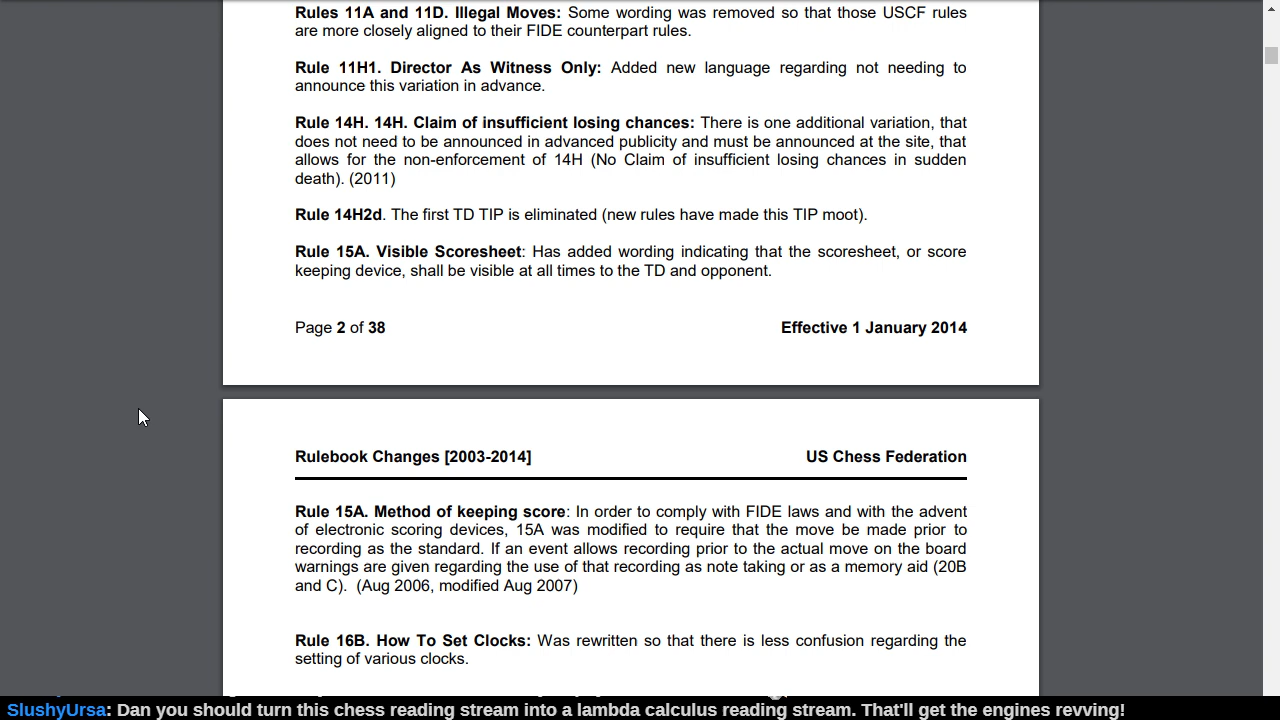 Rules 11A and 11D. Illegal Moves: Some wording was removed so that those USCF rules
are more closely aligned to their FIDE counterpart rules.
Rule 11H1. Director As Witness Only: Added new language regarding not needing to
announce this variation in advance.
Rule 14H. 14H. Claim of insufficient losing chances: There is one additional variation, that
does not need to be announced in advanced publicity and must be announced at the site, that
allows for the non-enforcement of 14H (No Claim of insufficient losing chances in sudden
death). (2011)
Rule 14H2d. The first TD TIP is eliminated (new rules have made this TIP moot).
Rule 15A. Visible Scoresheet: Has added wording indicating that the scoresheet, or score
keeping device, shall be visible at all times to the TD and opponent.
Page 2 of 38 Effective 1 January 2014
Rulebook Changes [2003-2014] US Chess Federation
Rule 15A. Method of keeping score: In order to comply with FIDE laws and with the advent
of electronic scoring devices, 15A was modified to require that the move be made prior to
recording as the standard. If an event allows recording prior to the actual move on the board
warnings are given regarding the use of that recording as note taking or as a memory aid (20B
and C). (Aug 2006, modified Aug 2007)
Rule 16B. How To Set Clocks: Was rewritten so that there is less confusion regarding the
setting of various clocks.
SlushyUrsa: Dan you should turn this chess reading stream into a lambda calculus reading stream. That'll get the engines revving!